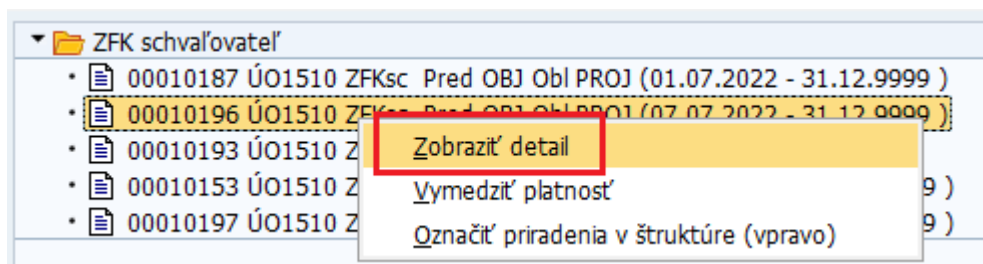 ZFK schvaľovateľ
00010187 ÚO1510 ZFKsc Pred OBJ Obl PROJ (01.07.2022 - 31.12.9999 )
00010196 ÚO1510 ZFKsc Pred OBJ Obl PROJ (07.07.2022 - 31.12.9999 )
00010193 ÚO1510 Z
Zobraziť detail
00010153 ÚO1510 Z 9 )
Vymedziť platnosť
00010197 ÚO1510 Z 9 )
Označiť priradenia v štruktúre (vpravo)